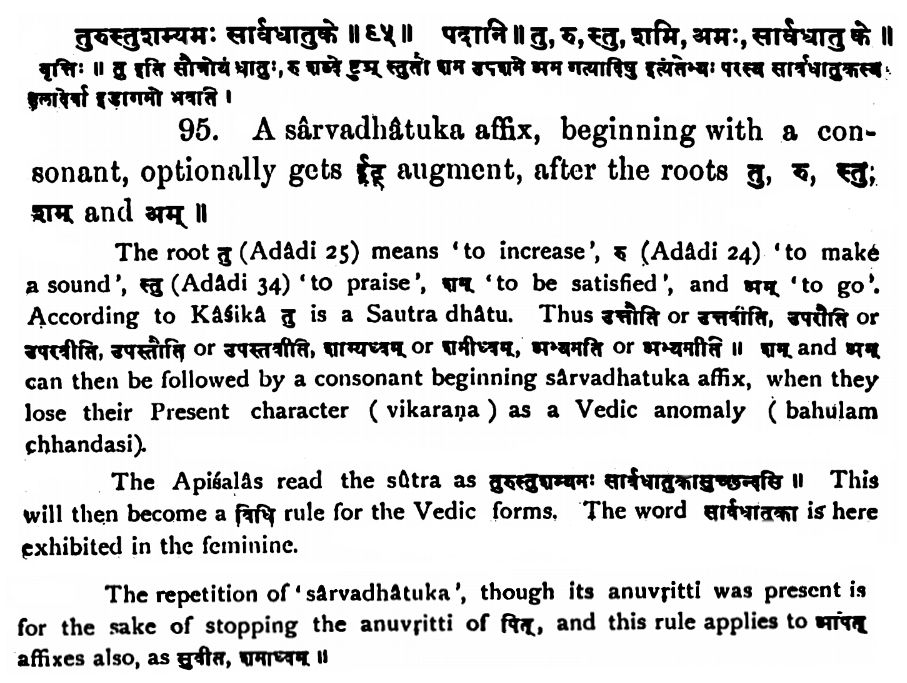 तुरुस्तुशम्यमः सार्वधातुके ॥ ९५ ॥ पदानि ॥ तु, रु, स्तु, शमि, अमः, सार्वधातु के ॥
वृत्तिः ॥ तु इति सौत्रोयं धातुः, रु शब्दे ष्टुञ् स्तुतौ शम उपशमे अम गत्यादिषु इत्येतेभ्यः परस्य सार्वधातुकस्य
हलादेर्वा इडागमो भवति ।
95. A sârvadhâtuka affix, beginning with a con-
sonant, optionally gets ईट् augment, after the roots तु, रु, स्तु;
शम् and अम् ॥
The root तु (Adâdi 25) means 'to increase', रु (Adâdi 24) 'to make
a sound', स्तु (Adâdi 34) 'to praise', शम् 'to be satisfied', and अम् 'to go'.
According to Kâśikâ तु is a Sautra dhâtu. Thus उत्तौति or उत्तवीति, उपरौति or
उपरवीति, उपस्तौति or उपस्तवीति, शाम्यध्वम् or शमीध्वम्, अभ्यमति or अभ्यमीति ॥ शम् and अम्
can then be followed by a consonant beginning sârvadhatuka affix, when they
lose their Present character ( vikaraṇa ) as a Vedic anomaly ( bahulam
chhandasi).
The Apiśalâs read the sûtra as तुरुस्तुशम्यमः सार्वधातुकासुच्छन्दसि ॥ This
will then become a विधि rule for the Vedic forms. The word सार्वधातुका is here
exhibited in the feminine.
The repetition of 'sârvadhâtuka', though its anuvṛitti was present is
for the sake of stopping the anuvṛitti of पित्, and this rule applies to अपित्
affixes also, as स्तुवीत, शमीध्वम् ॥